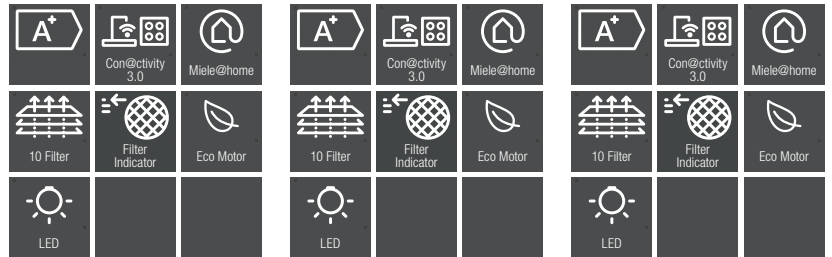 A+
Con@ctivity
3.0
Miele@home
10 Filter
Filter
Indicator
Eco Motor
LED
A+
Con@ctivity
3.0
Miele@home
10 Filter
Filter
Indicator
Eco Motor
LED
A+
Con@ctivity
3.0
Miele@home
10 Filter
Filter
Indicator
Eco Motor
LED